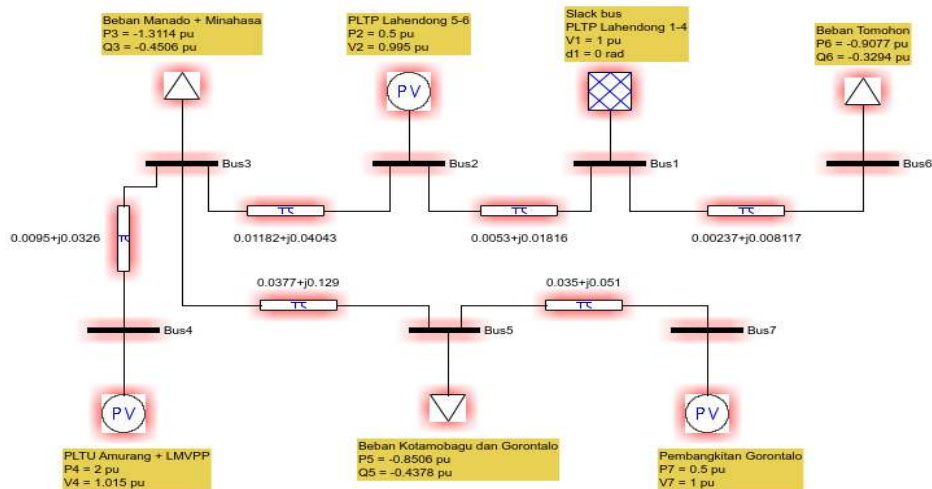 Beban Manado + Minahasa
P3 = -1.3114 pu
Q3 = -0.4506 pu
PLTP Lahendong 5-6
P2 = 0.5 pu
V2 = 0.995 pu
Slack bus
PLTP Lahendong 1-4
V1 = 1 pu
d1 = 0 rad
Beban Tomohon
P6 = -0.9077 pu
Q6 = -0.3294 pu
PV
Bus3
Bus2
Bus1
Bus6
0.0095+j0.0326
0.01182+j0.04043
0.0053+j0.01816
0.00237+j0.008117
0.0377+j0.129
0.035+j0.051
Bus4
Bus5
Bus7
PV
PV
PLTU Amurang + LMVPP
P4 = 2 pu
V4 = 1.015 pu
Beban Kotamobagu dan Gorontalo
P5 = -0.8506 pu
Q5 = -0.4378 pu
Pembangkitan Gorontalo
P7 = 0.5 pu
V7 = 1 pu